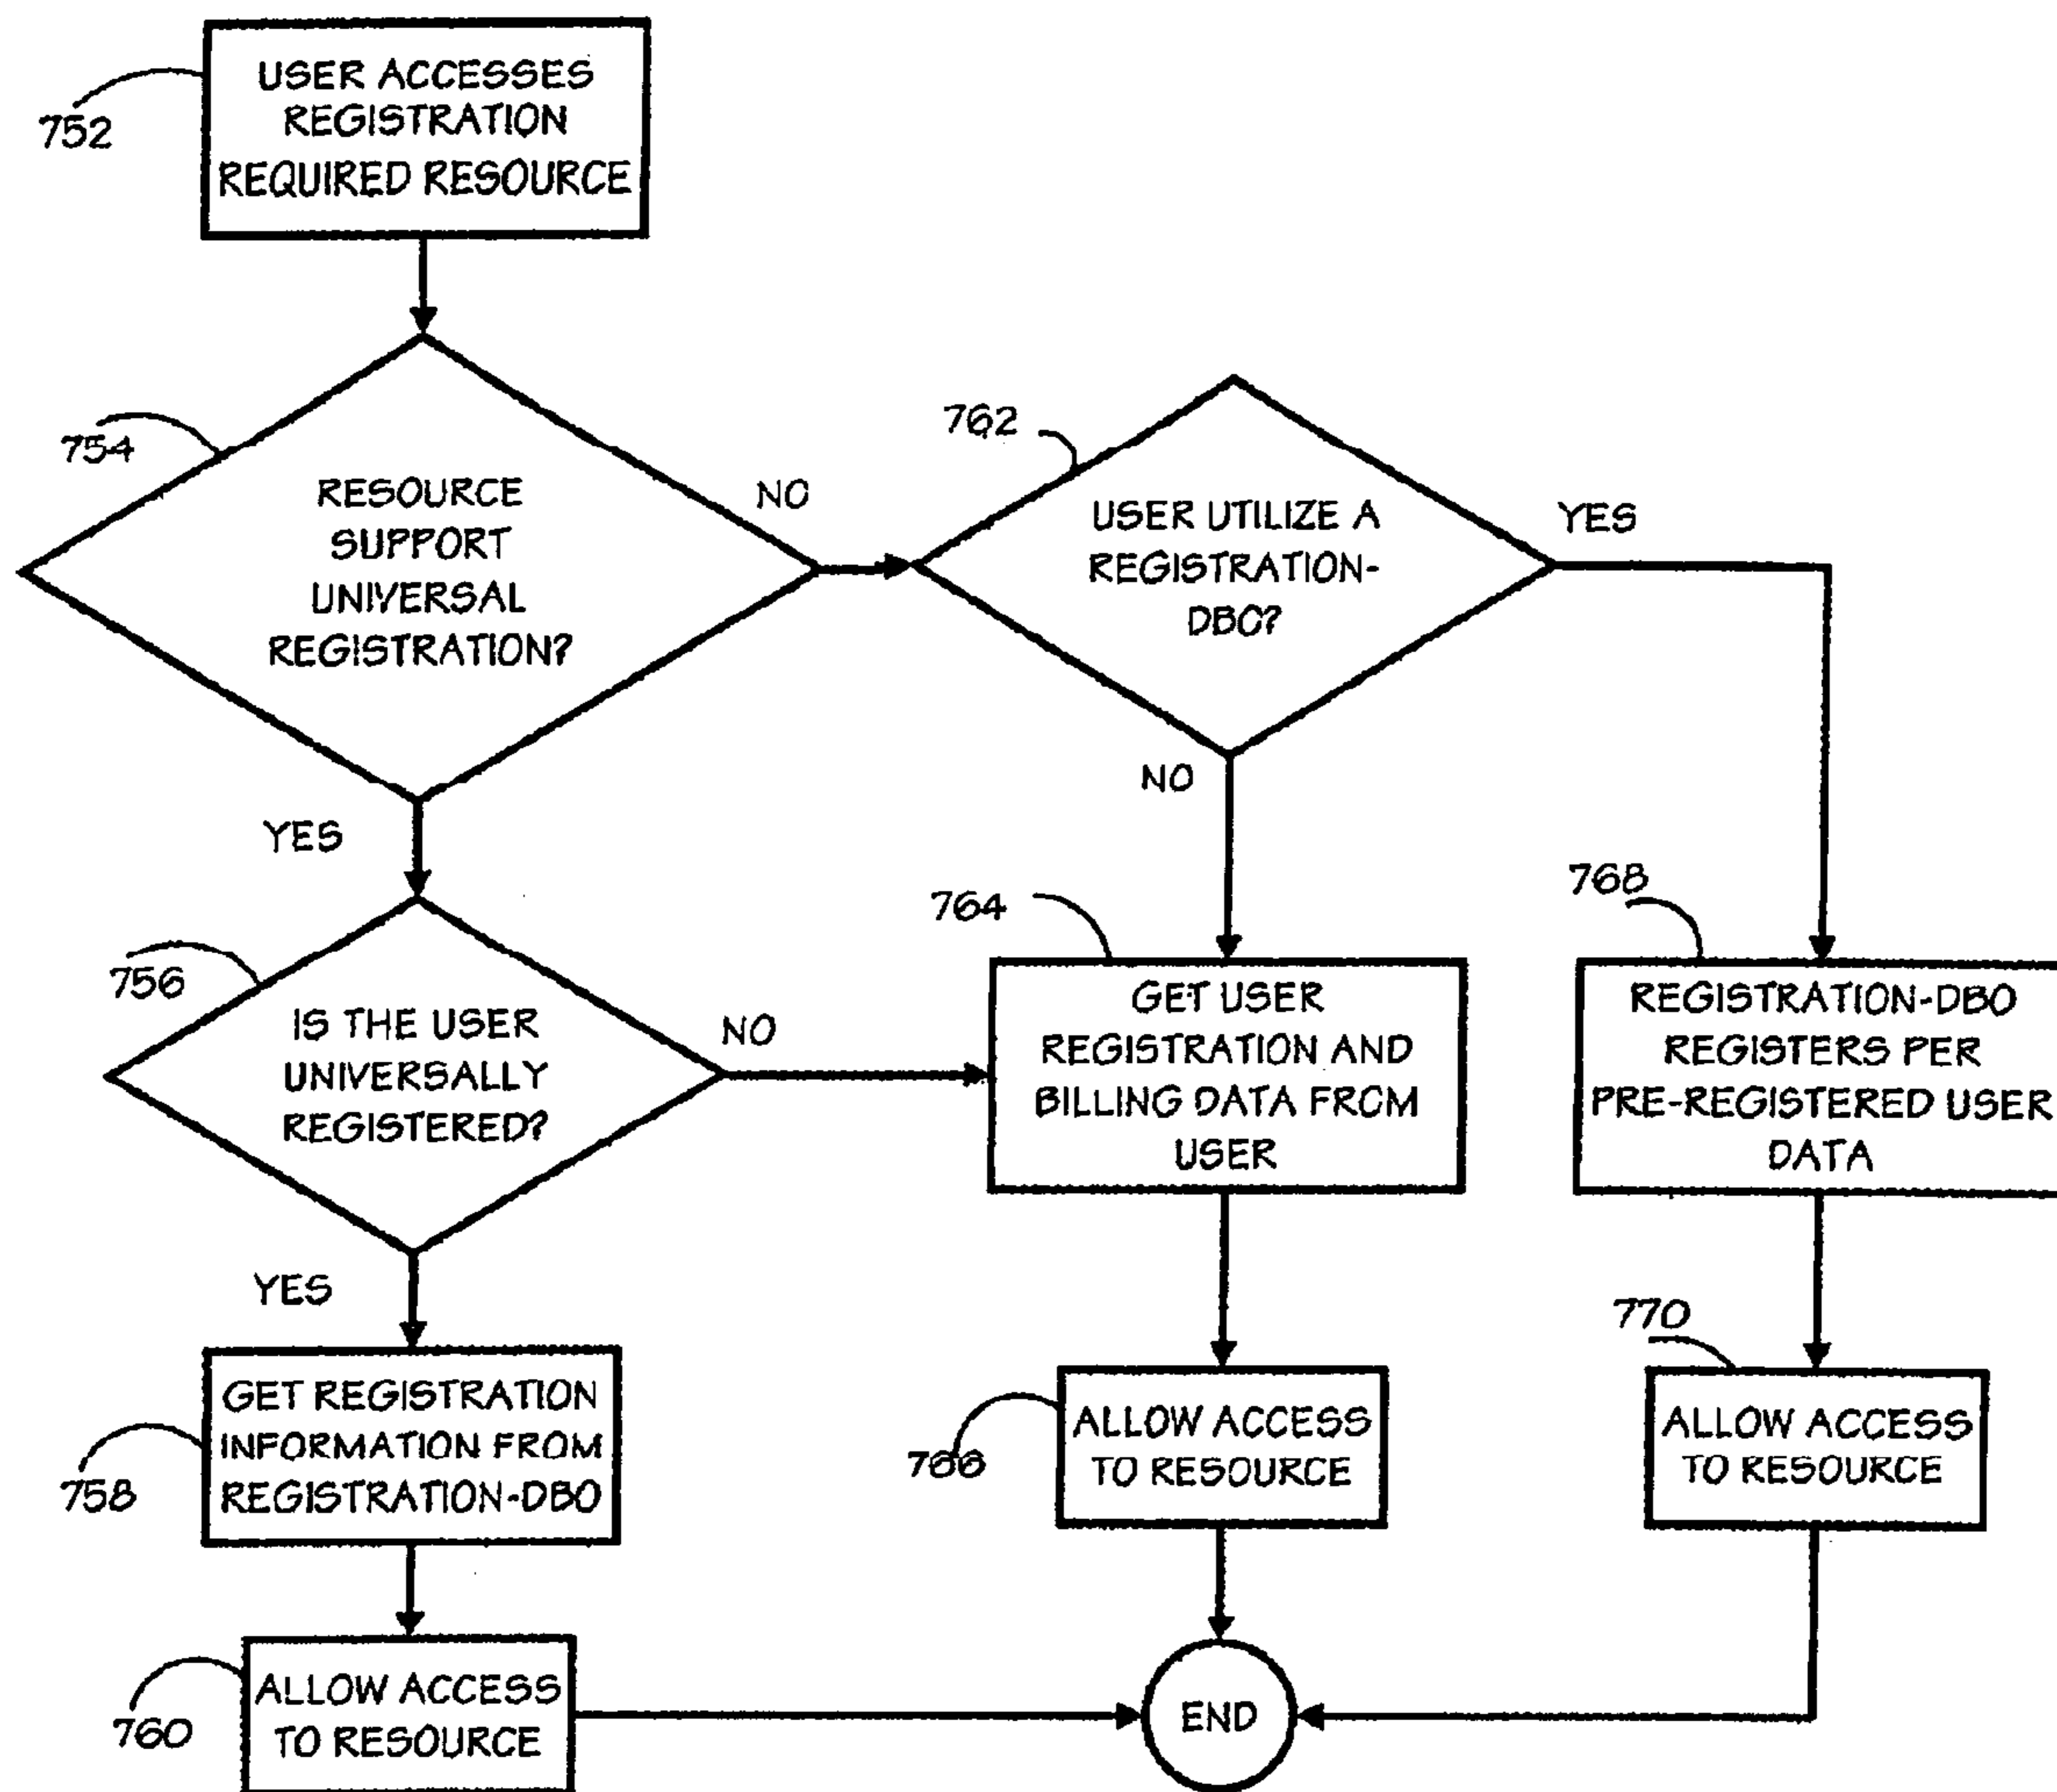 752
USER ACCESSES
REGISTRATION
REQUIRED RESOURCE
754
RESOURCE
SUPPORT
UNIVERSAL
REGISTRATION?
NO
YES
762
USER UTILIZE A
REGISTRATION-
DBO?
YES
NO
756
IS THE USER
UNIVERSALLY
REGISTERED?
NO
YES
764
GET USER
REGISTRATION AND
BILLING DATA FROM
USER
768
REGISTRATION-DBO
REGISTERS PER
PRE-REGISTERED USER
DATA
758
GET REGISTRATION
INFORMATION FROM
REGISTRATION-DBO
766
ALLOW ACCESS
TO RESOURCE
770
ALLOW ACCESS
TO RESOURCE
760
ALLOW ACCESS
TO RESOURCE
END